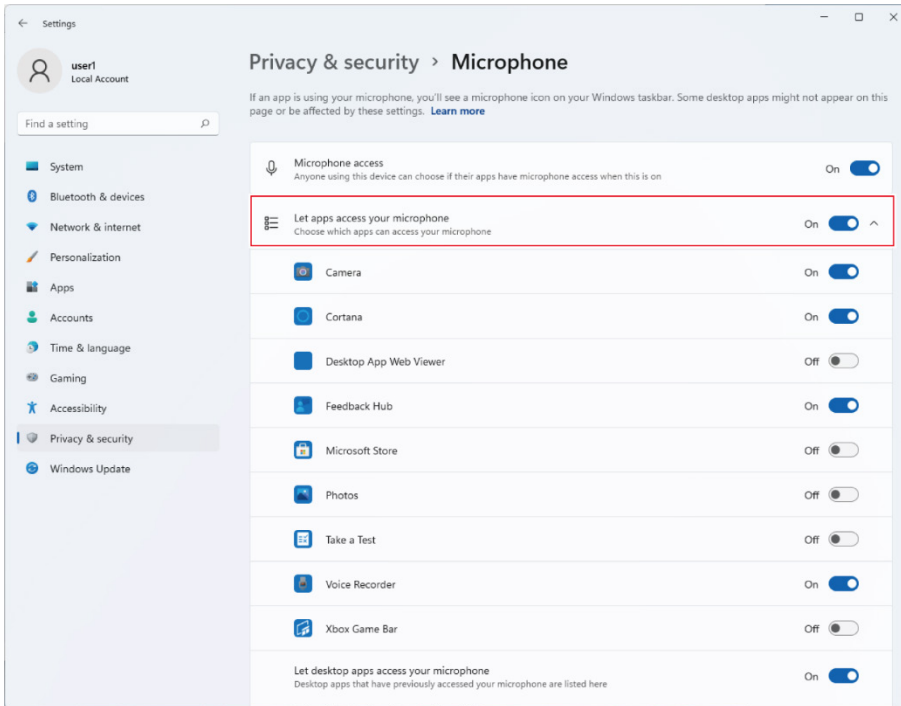 Settings
user1
Local Account
Find a setting
System
Bluetooth & devices
Network & internet
Personalization
Apps
Accounts
Time & language
Gaming
Accessibility
Privacy & security
Windows Update
Privacy & security > Microphone
If an app is using your microphone, you'll see a microphone icon on your Windows taskbar. Some desktop apps might not appear on this
page or be affected by these settings. Learn more
Microphone access
Anyone using this device can choose if their apps have microphone access when this is on
On
Let apps access your microphone
Choose which apps can access your microphone
On
Camera On
Cortana On
Desktop App Web Viewer Off
Feedback Hub On
Microsoft Store Off
Photos Off
Take a Test Off
Voice Recorder On
Xbox Game Bar Off
Let desktop apps access your microphone
Desktop apps that have previously accessed your microphone are listed here
On